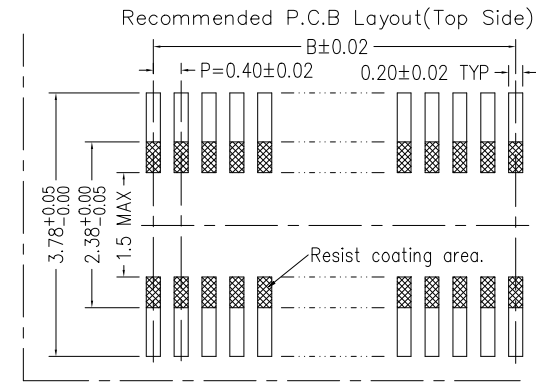 Recommended P.C.B Layout(Top Side)
B±0.02
P=0.40±0.02
0.20±0.02 TYP
3.78+0.05-0.00
2.38+0.00-0.05
1.5 MAX
Resist coating area.